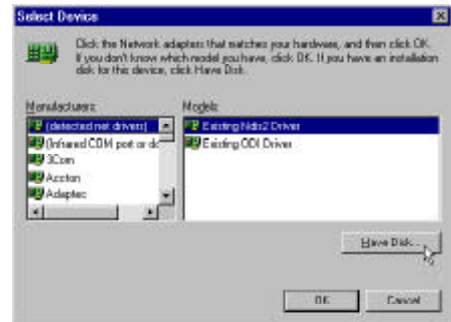 Select Device
Click the Network adapters that matches your hardware, and then click OK.
If you don't know which model you have, click OK. If you have an installation
disk for this device, click Have Disk.
Manufacturers:
Models:
(detected net drivers)
(Infrared COM port or dc
3Com
Accton
Adaptec
Existing Ndis2 Driver
Existing ODI Driver
Have Disk...
OK
Cancel